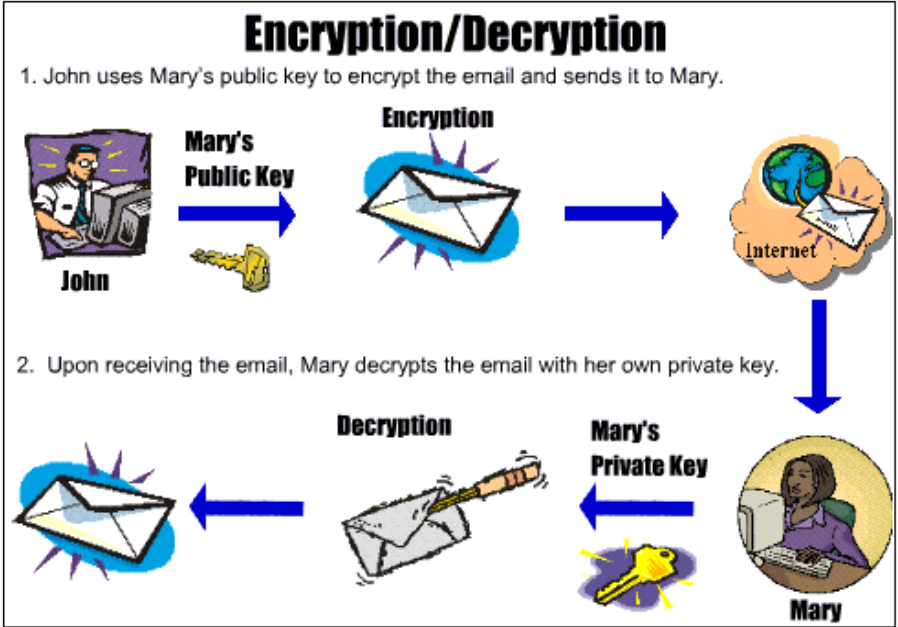 Encryption/Decryption
1. John uses Mary's public key to encrypt the email and sends it to Mary.
Encryption
Mary's
Public Key
John
Internet
2. Upon receiving the email, Mary decrypts the email with her own private key.
Decryption
Mary's
Private Key
Mary